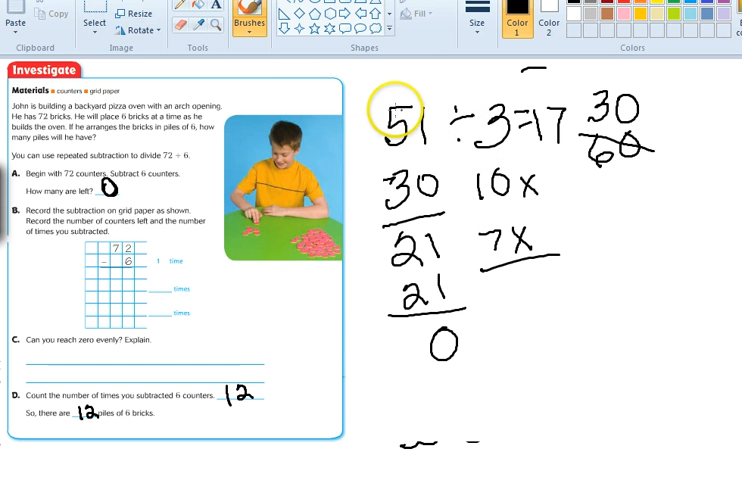 Paste
Copy
Clipboard
Select
Resize
Rotate
Image
Tools
Brushes
Shapes
Fill
Size
Color
1
Color
2
Colors
Investigate
Materials ■ counters ■ grid paper
John is building a backyard pizza oven with an arch opening.
He has 72 bricks. He will place 6 bricks at a time as he
builds the oven. If he arranges the bricks in piles of 6, how
many piles will he have?
You can use repeated subtraction to divide 72 ÷ 6.
A. Begin with 72 counters. Subtract 6 counters.
How many are left? 0
B. Record the subtraction on grid paper as shown.
Record the number of counters left and the number
of times you subtracted.
7 2
- 6 1 time
times
times
C. Can you reach zero evenly? Explain.
D. Count the number of times you subtracted 6 counters. 12
So, there are 12 piles of 6 bricks.
51 ÷ 3 = 17
30 10x
21 7x
21
0
30
60